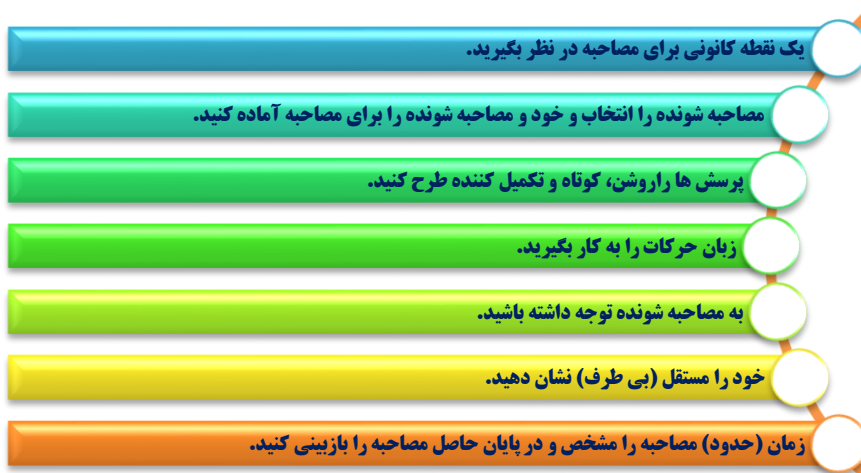 یک نقطه کانونی برای مصاحبه در نظر بگیرید.
مصاحبه شونده را انتخاب و خود و مصاحبه شونده را برای مصاحبه آماده کنید.
پرسش ها راروشن، کوتاه و تکمیل کننده طرح کنید.
زبان حرکات را به کار بگیرید.
به مصاحبه شونده توجه داشته باشید.
خود را مستقل (بی طرف) نشان دهید.
زمان (حدود) مصاحبه را مشخص و در پایان حاصل مصاحبه را بازبینی کنید.